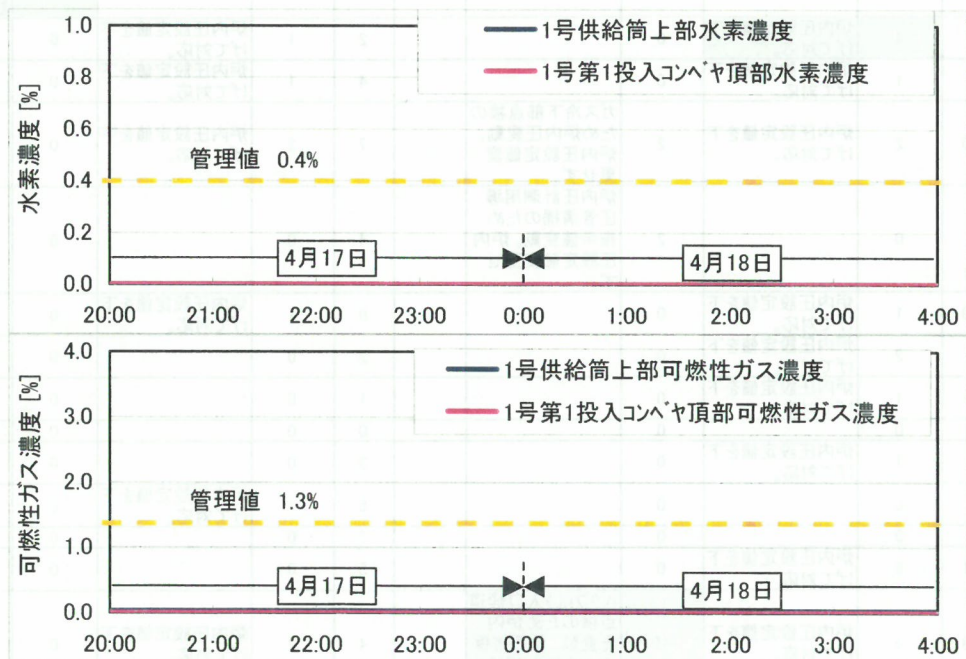 1.0
0.8
0.6
0.4
0.2
0.0
水素濃度 [%]
1号供給筒上部水素濃度
1号第1投入コンベヤ頂部水素濃度
管理値 0.4%
4月17日
4月18日
20:00 21:00 22:00 23:00 0:00 1:00 2:00 3:00 4:00
4.0
3.0
2.0
1.0
0.0
可燃性ガス濃度 [%]
1号供給筒上部可燃性ガス濃度
1号第1投入コンベヤ頂部可燃性ガス濃度
管理値 1.3%
4月17日
4月18日
20:00 21:00 22:00 23:00 0:00 1:00 2:00 3:00 4:00